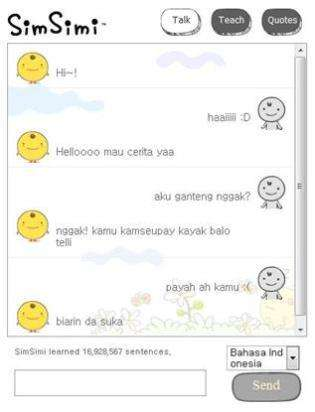 SimSimi™
Talk
Teach
Quotes
Hi~!
haaiiii :D
Helloooo mau cerita yaa
aku ganteng nggak?
nggak! kamu kamseupay kayak balo
telli
payah ah kamu :(
biarin da suka
SimSimi learned 16,928,567 sentences.
Bahasa Ind
onesia
Send